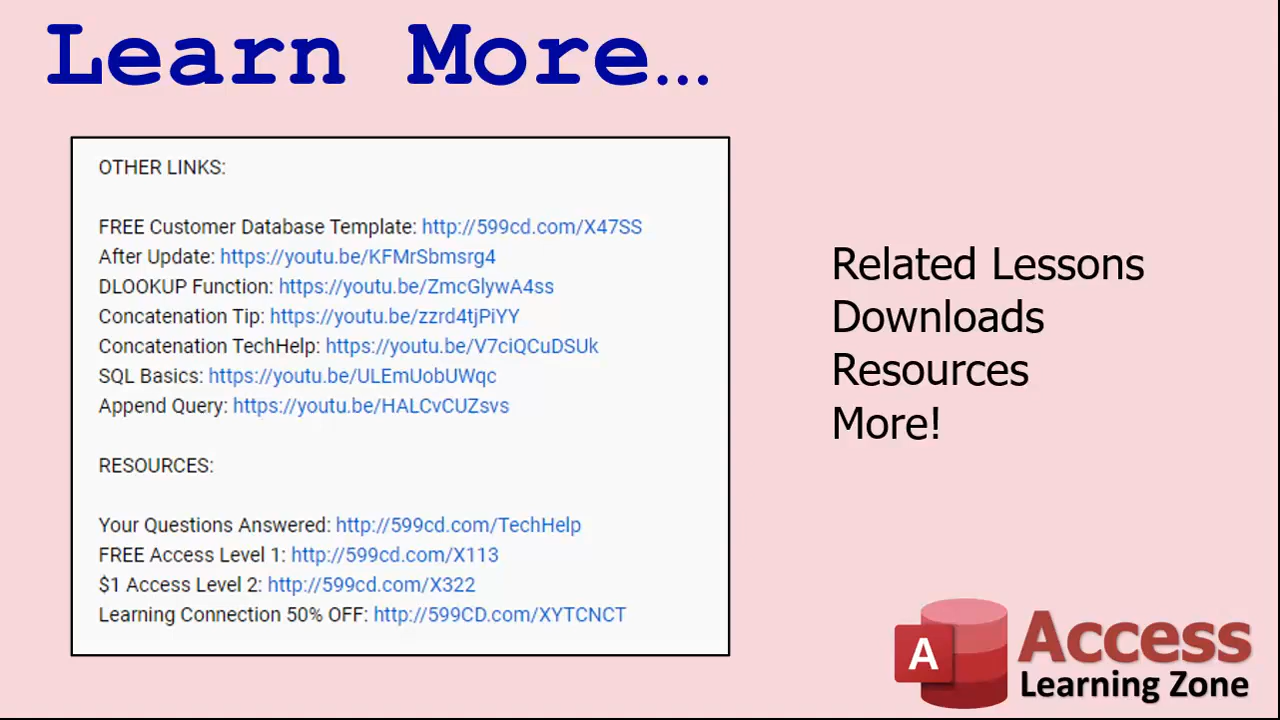 Learn More...
OTHER LINKS:
FREE Customer Database Template: http://599cd.com/X47SS
After Update: https://youtu.be/KFMrSbmsrg4
DLOOKUP Function: https://youtu.be/ZmcGlywA4ss
Concatenation Tip: https://youtu.be/zzrd4tjPiYY
Concatenation TechHelp: https://youtu.be/V7ciQCuDSUk
SQL Basics: https://youtu.be/ULEmUobUWqc
Append Query: https://youtu.be/HALCvCUZsvs
RESOURCES:
Your Questions Answered: http://599cd.com/TechHelp
FREE Access Level 1: http://599cd.com/X113
$1 Access Level 2: http://599cd.com/X322
Learning Connection 50% OFF: http://599CD.com/XYTCNCT
Related Lessons
Downloads
Resources
More!
A
Access
Learning Zone